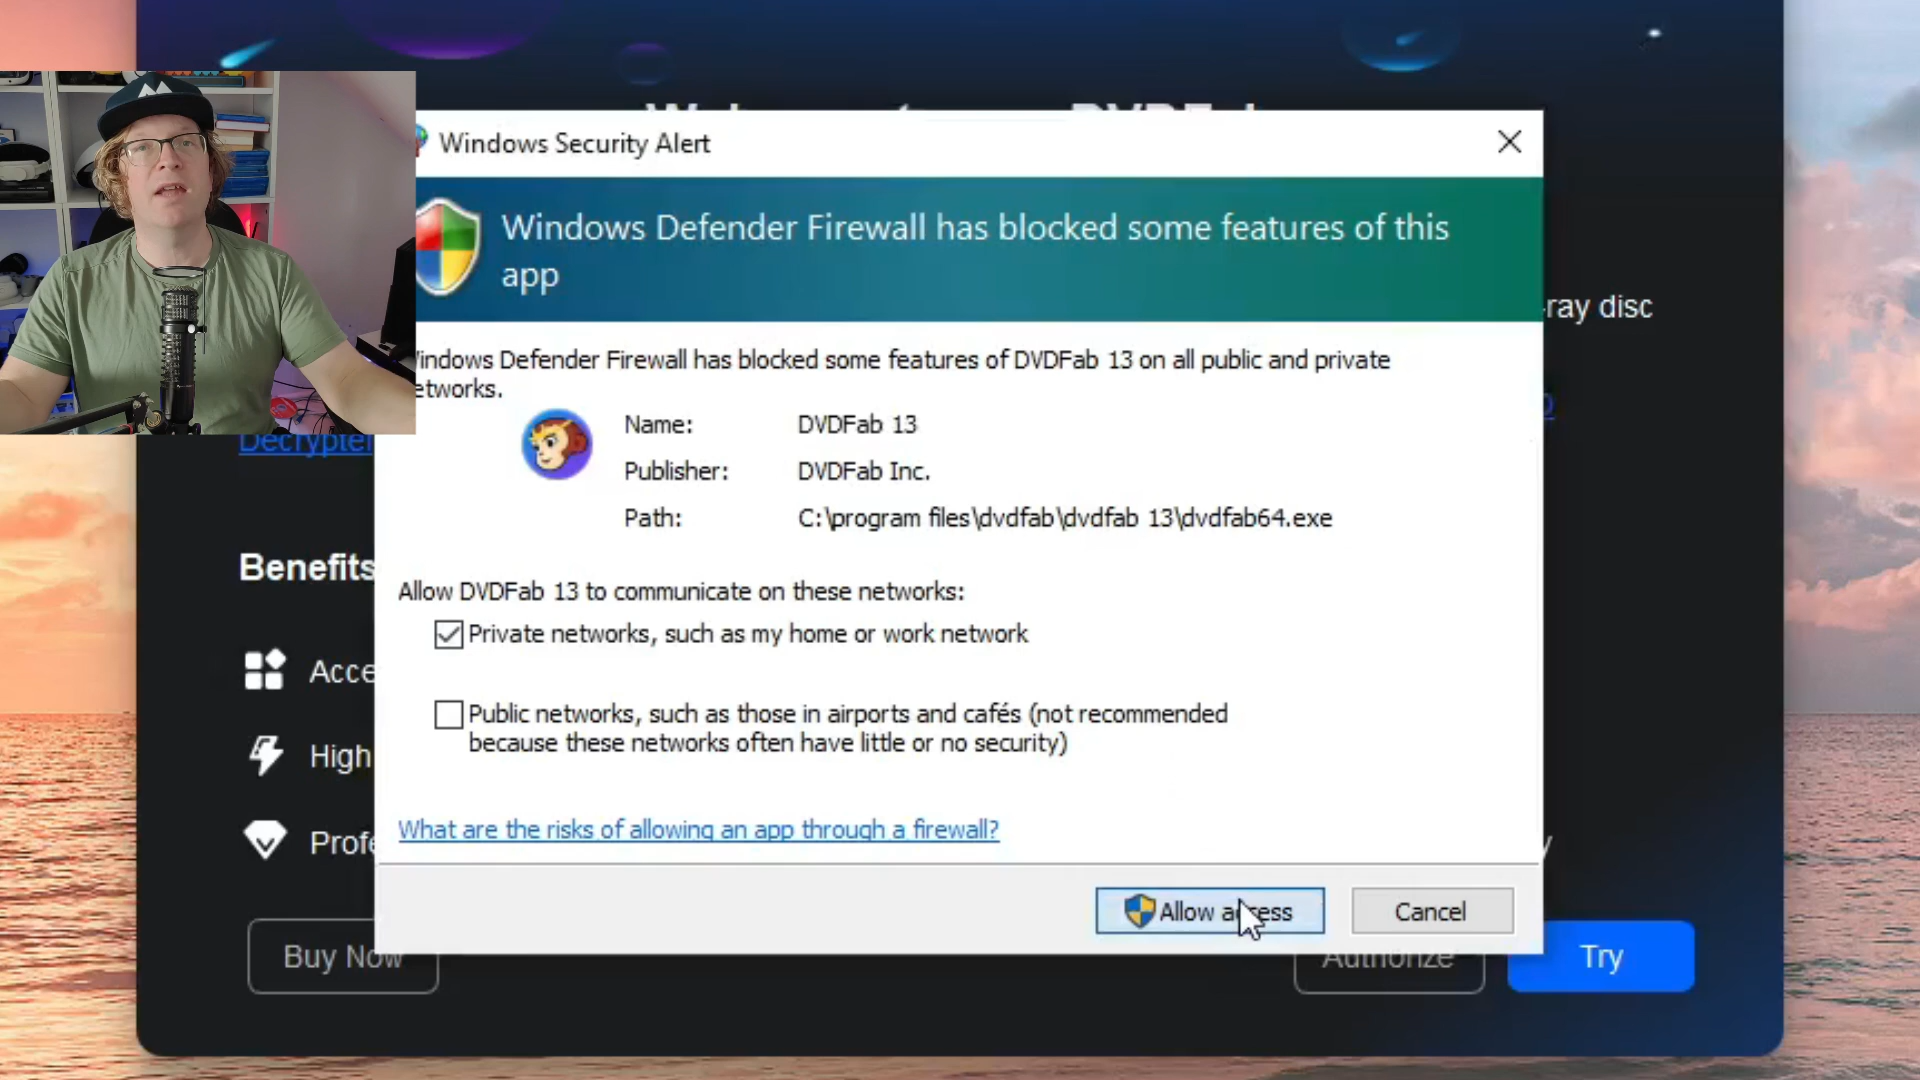 Windows Security Alert
Windows Defender Firewall has blocked some features of this
app
ray disc
indows Defender Firewall has blocked some features of DVDFab 13 on all public and private
etworks.
Name: DVDFab 13
Decrypter
Publisher: DVDFab Inc.
Path: C:\program files\dvdfab\dvdfab 13\dvdfab64.exe
Benefits
Allow DVDFab 13 to communicate on these networks:
Private networks, such as my home or work network
Acce
Public networks, such as those in airports and cafés (not recommended
because these networks often have little or no security)
High
What are the risks of allowing an app through a firewall?
Profe
Allow access
Cancel
Buy Now
Authorize
Try